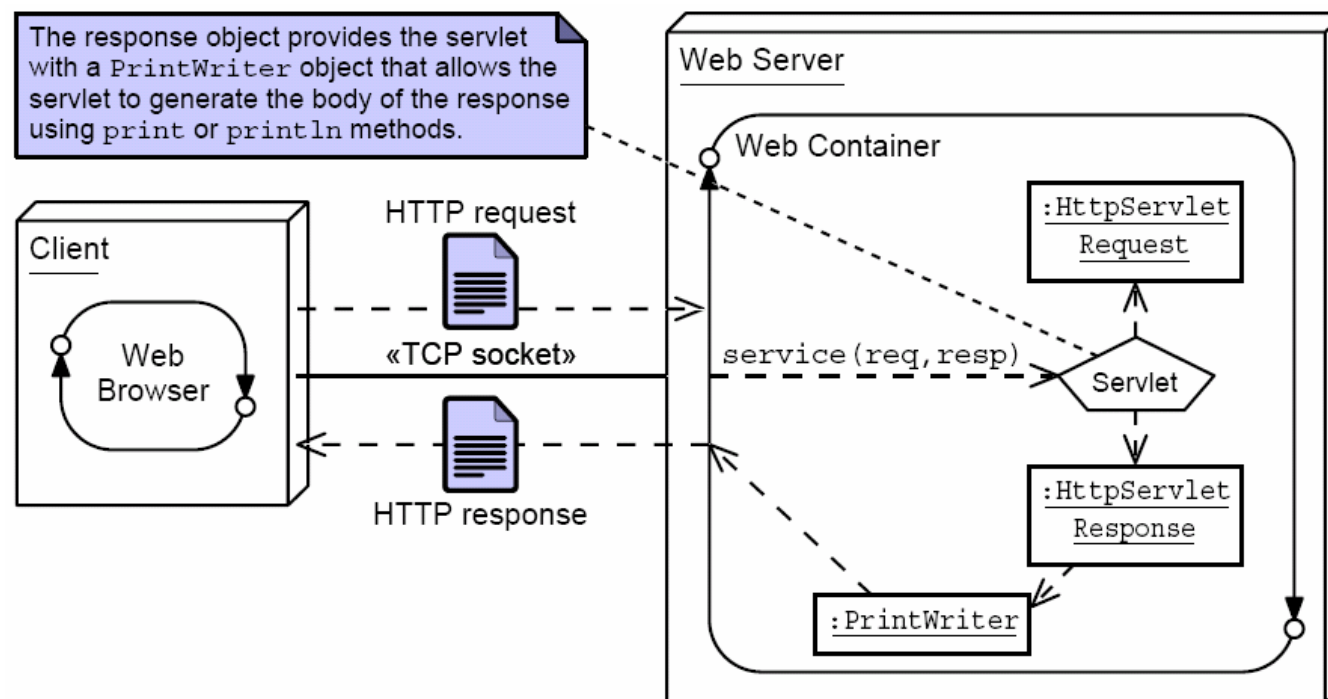 The response object provides the servlet
with a PrintWriter object that allows the
servlet to generate the body of the response
using print or println methods.
Web Server
Web Container
:HttpServlet
Request
HTTP request
Client
Web
Browser
«TCP socket»
service(req,resp)
Servlet
HTTP response
:HttpServlet
Response
:PrintWriter